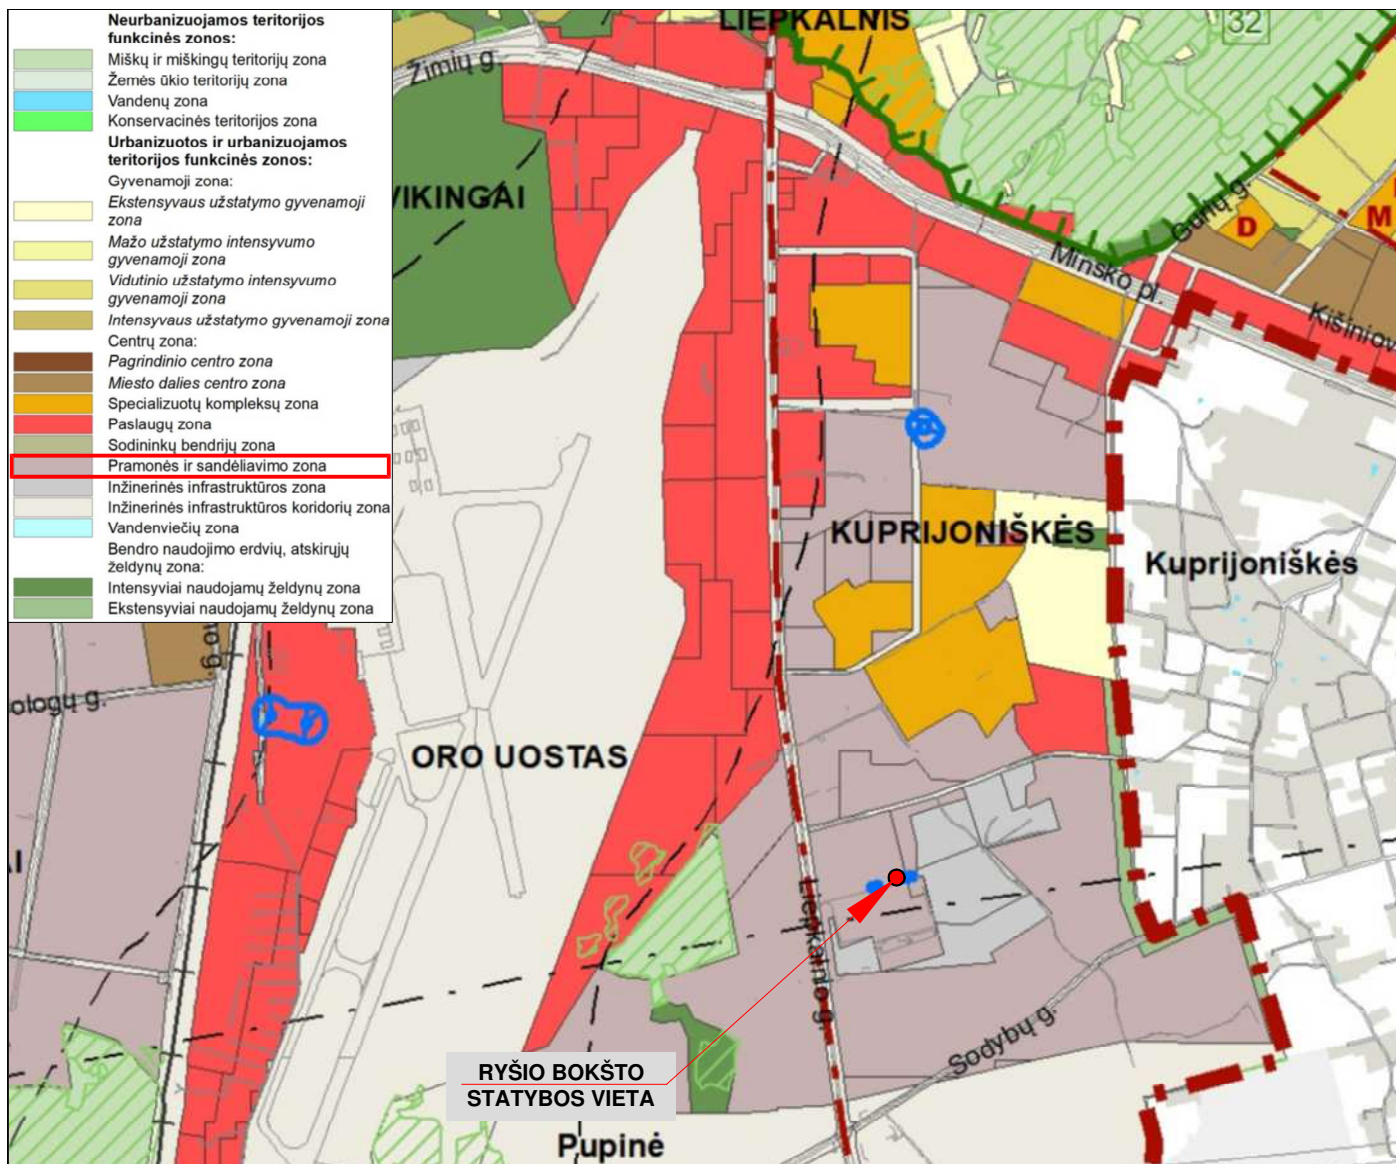 Neurbanizuojamos teritorijos
funkcinės zonos:
Miškų ir miškingų teritorijų zona
Žemės ūkio teritorijų zona
Vandenų zona
Konservacinės teritorijos zona
Urbanizuotos ir urbanizuojamos
teritorijos funkcinės zonos:
Gyvenamoji zona:
Ekstensyvaus užstatymo gyvenamoji
zona
Mažo užstatymo intensyvumo
gyvenamoji zona
Vidutinio užstatymo intensyvumo
gyvenamoji zona
Intensyvaus užstatymo gyvenamoji zona
Centrų zona:
Pagrindinio centro zona
Miesto dalies centro zona
Specializuotų kompleksų zona
Paslaugų zona
Sodininkų bendrijų zona
Pramonės ir sandėliavimo zona
Inžinerinės infrastruktūros zona
Inžinerinės infrastruktūros koridorių zona
Vandenviečių zona
Bendro naudojimo erdvių, atskirųjų
želdynų zona:
Intensyviai naudojamų želdynų zona
Ekstensyviai naudojamų želdynų zona
LIEPKALNIS
32
Žirnių g.
VIKINGAI
Gurių g.
D
M
Minsko pl.
Kišiniov
KUPRIJONIŠKĖS
Kuprijoniškės
no g.
ologų g.
ORO UOSTAS
AI
Liepkalnio g.
Sodybų g.
RYŠIO BOKŠTO
STATYBOS VIETA
Pupinė